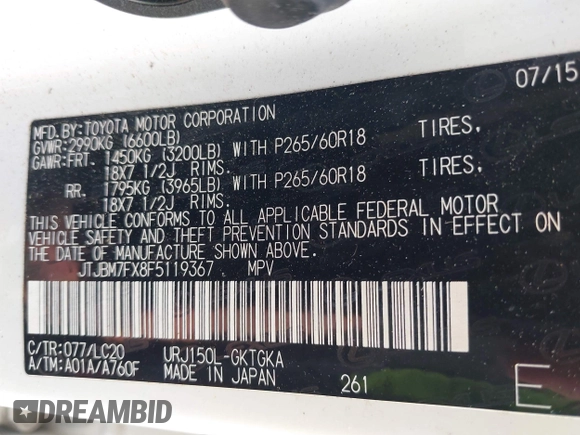 07/15
MFD.BY:TOYOTA MOTOR CORPORATION
GVWR:2990KG (6600LB)
GAWR:FRT. 1450KG (3200LB) WITH P265/60R18 TIRES,
18X7 1/2J RIMS.
RR. 1795KG (3965LB) WITH P265/60R18 TIRES,
18X7 1/2J RIMS.
THIS VEHICLE CONFORMS TO ALL APPLICABLE FEDERAL MOTOR
VEHICLE SAFETY AND THEFT PREVENTION STANDARDS IN EFFECT ON
THE DATE OF MANUFACTURE SHOWN ABOVE.
JTJBM7FX8F5119367 MPV
C/TR:077/LC20 URJ150L-GKTGKA
A/TM:A01A/A760F MADE IN JAPAN 261 E
DREAMBID